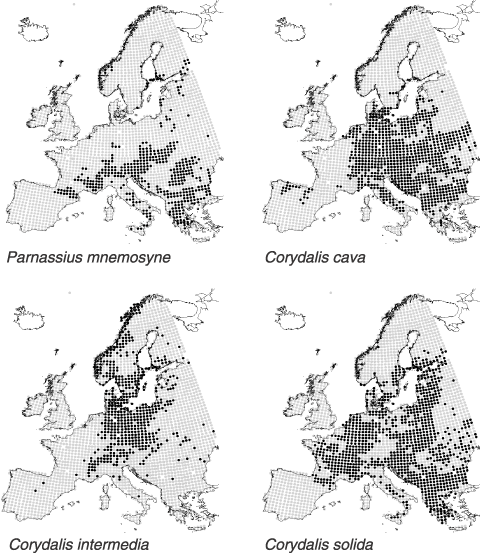 Parnassius mnemosyne
Corydalis cava
Corydalis intermedia
Corydalis solida